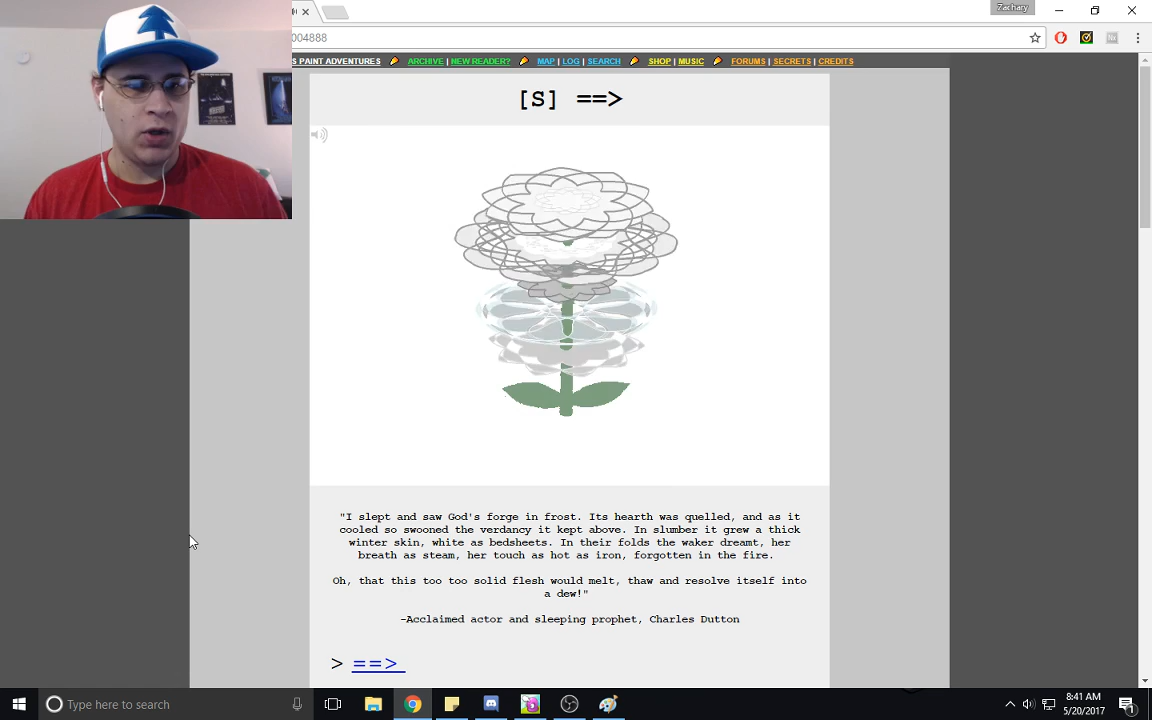 Zachary
004888
S PAINT ADVENTURES ARCHIVE | NEW READER? MAP | LOG | SEARCH SHOP | MUSIC FORUMS | SECRETS | CREDITS
[S] ==>
"I slept and saw God's forge in frost. Its hearth was quelled, and as it
cooled so swooned the verdancy it kept above. In slumber it grew a thick
winter skin, white as bedsheets. In their folds the waker dreamt, her
breath as steam, her touch as hot as iron, forgotten in the fire.
Oh, that this too too solid flesh would melt, thaw and resolve itself into
a dew!"
-Acclaimed actor and sleeping prophet, Charles Dutton
> ==>
Type here to search
8:41 AM
5/20/2017
1